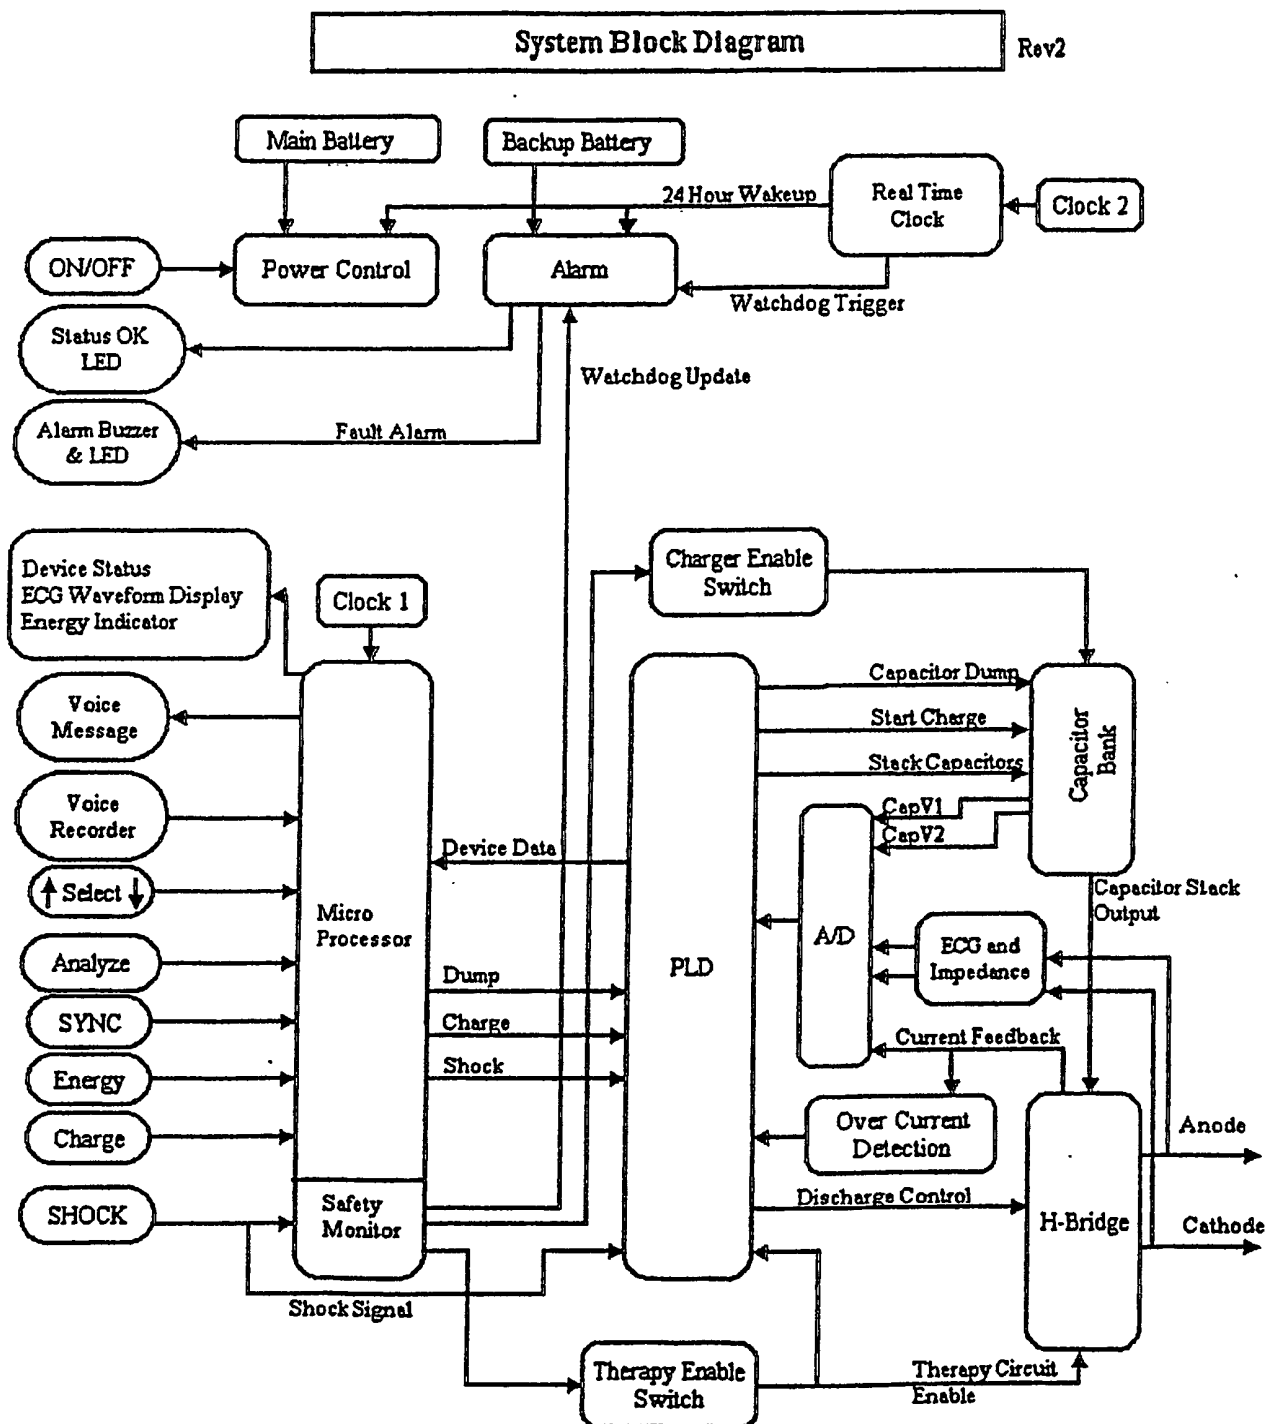 System Block Diagram
Rev2
Main Battery
Backup Battery
24 Hour Wakeup
Real Time
Clock
Clock 2
ON/OFF
Power Control
Alarm
Watchdog Trigger
Status OK
LED
Watchdog Update
Alarm Buzzer
& LED
Fault Alarm
Device Status
ECG Waveform Display
Energy Indicator
Clock 1
Charger Enable
Switch
Voice
Message
Capacitor Dump
Start Charge
Stack Capacitors
Capacitor
Bank
CapV1
CapV2
Voice
Recorder
Device Data
↑ Select ↓
Capacitor Stack
Output
Micro
Processor
A/D
ECG and
Impedance
PLD
Analyze
Dump
SYNC
Charge
Current Feedback
Energy
Shock
Over Current
Detection
Charge
Anode
Discharge Control
SHOCK
Safety
Monitor
H-Bridge
Cathode
Shock Signal
Therapy Enable
Switch
Therapy Circuit
Enable